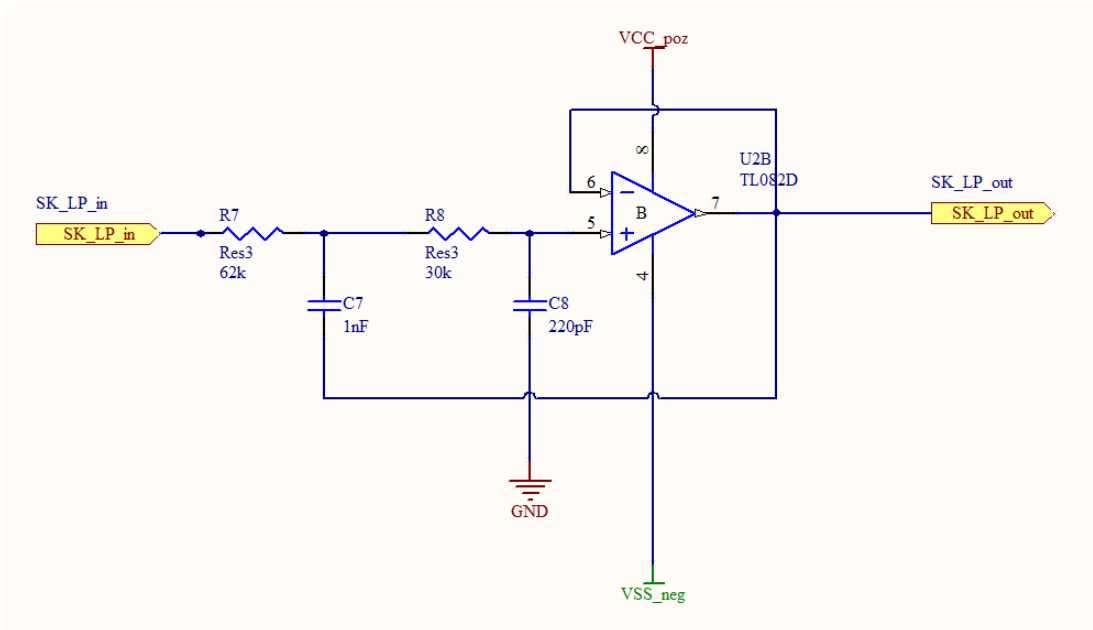 VCC_poz
8
U2B
TL082D
6
B
7
5
4
SK_LP_in
SK_LP_in
R7
Res3
62k
R8
Res3
30k
C7
1nF
C8
220pF
SK_LP_out
SK_LP_out
GND
VSS_neg